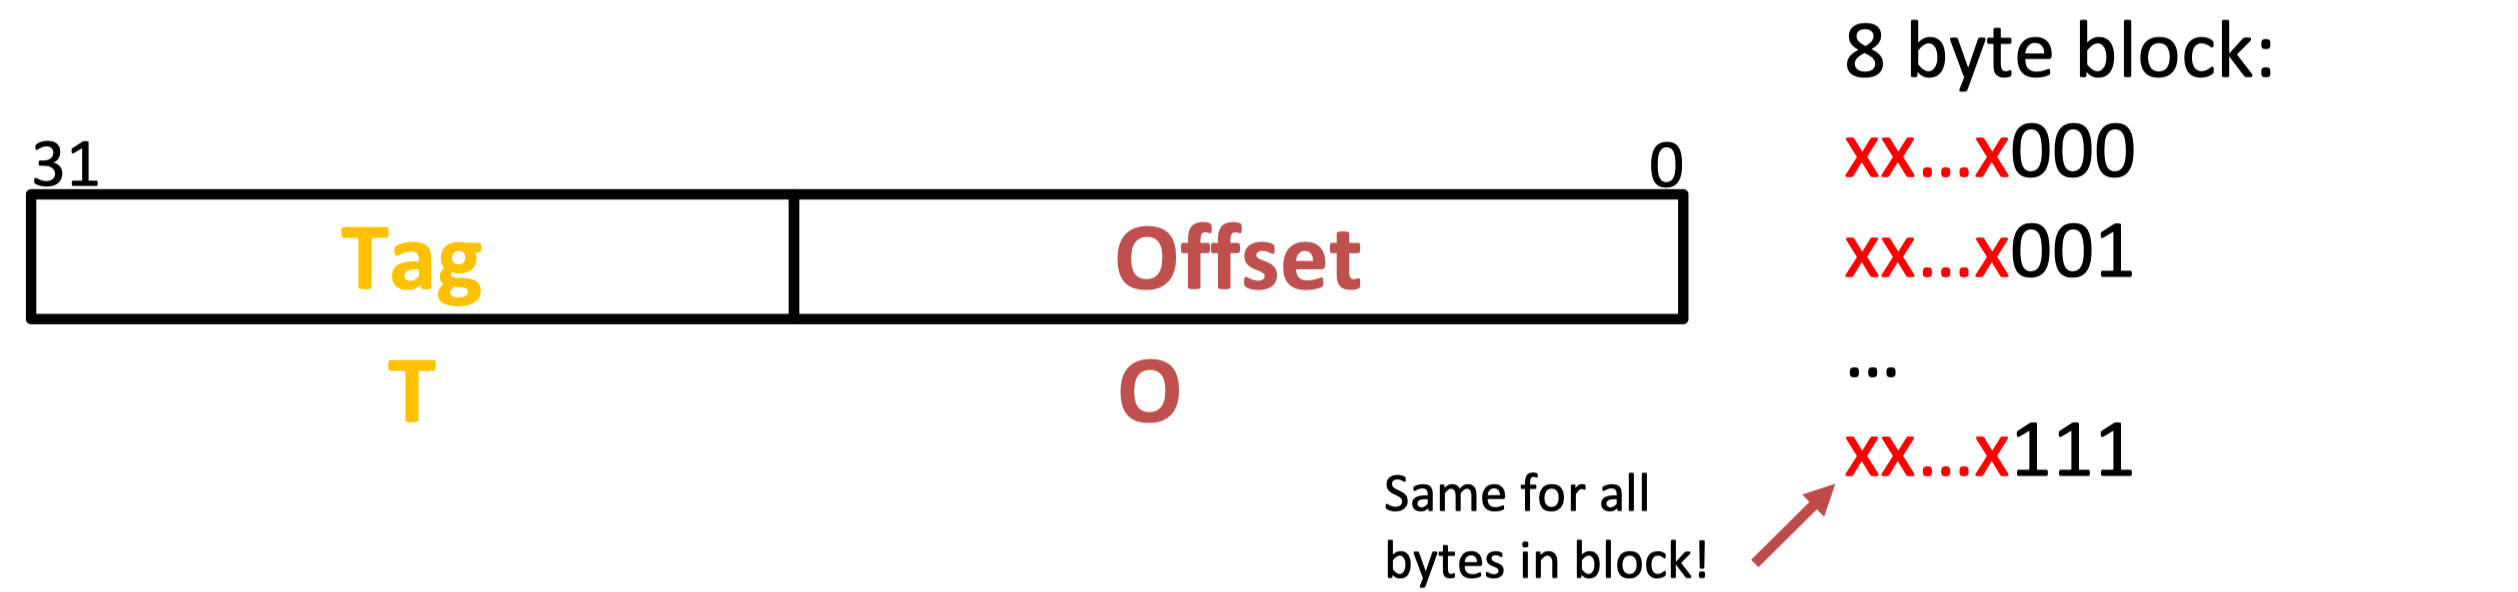 8 byte block:
31
0
xx...x000
Tag
Offset
xx...x001
T
O
...
xx...x111
Same for all
bytes in block!